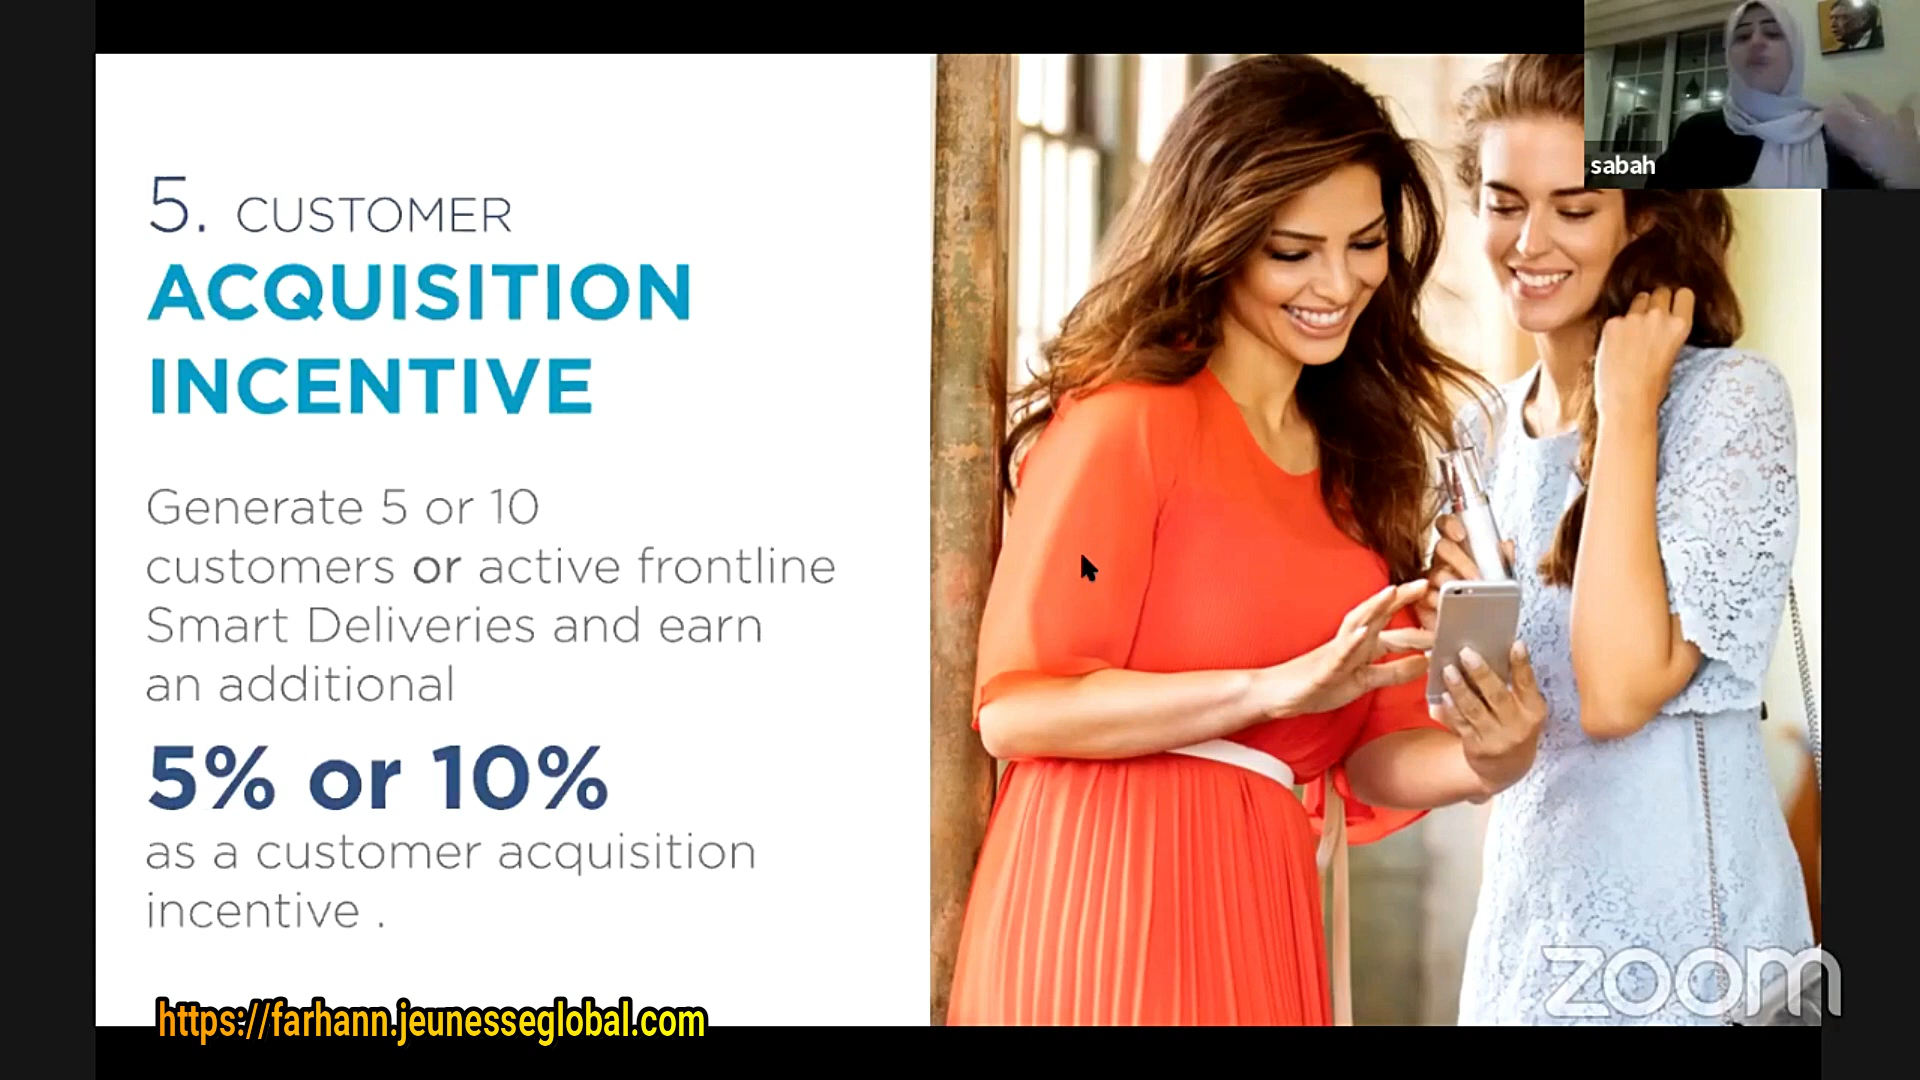 sabah
5. CUSTOMER
ACQUISITION
INCENTIVE
Generate 5 or 10
customers or active frontline
Smart Deliveries and earn
an additional
5% or 10%
as a customer acquisition
incentive .
https://farhann.jeunesseglobal.com
zoom